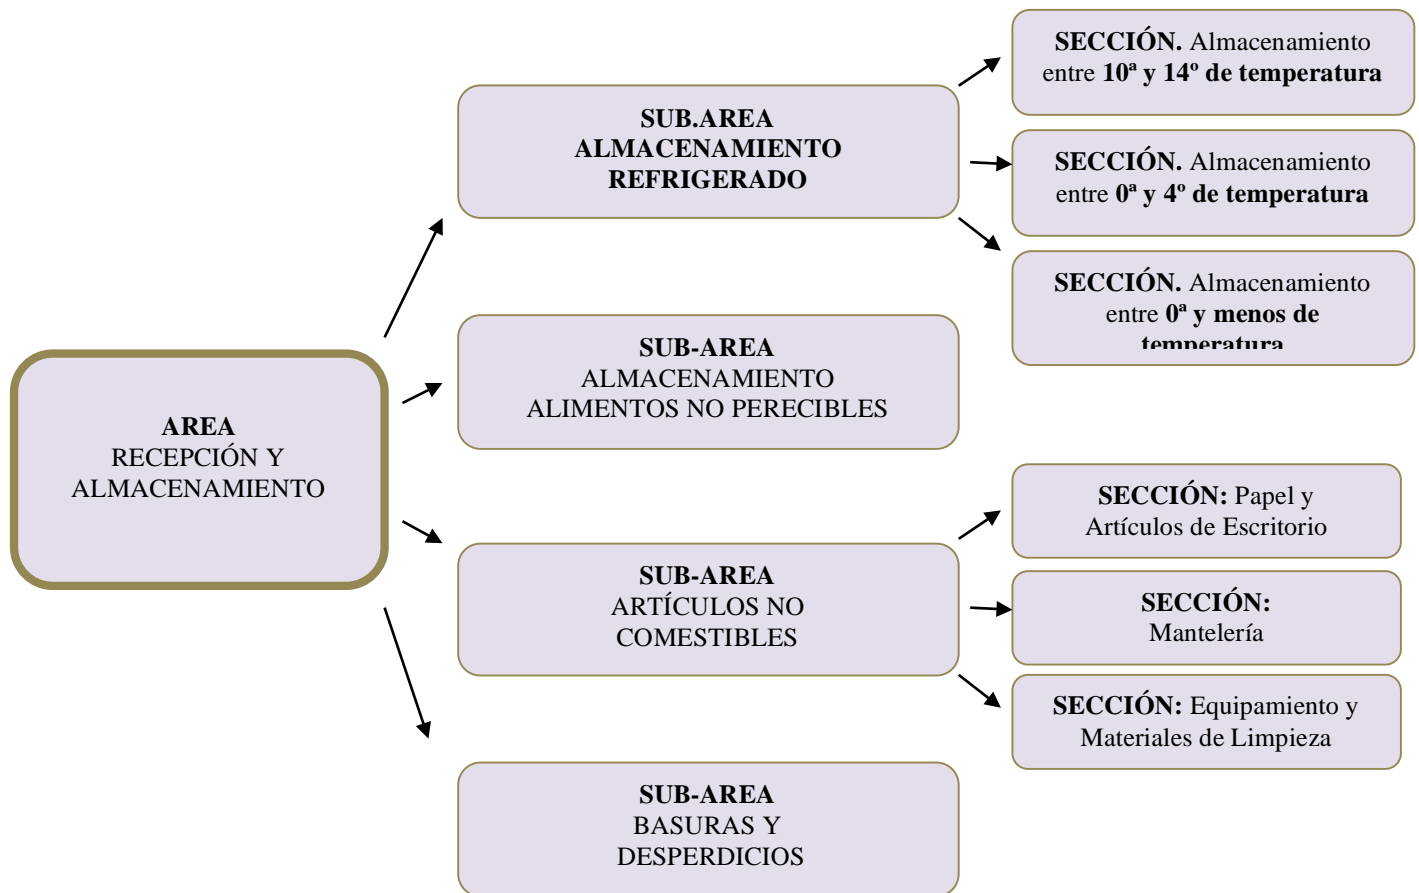 AREA
RECEPCIÓN Y
ALMACENAMIENTO
SUB.AREA
ALMACENAMIENTO
REFRIGERADO
SECCIÓN. Almacenamiento
entre 10ª y 14º de temperatura
SECCIÓN. Almacenamiento
entre 0ª y 4º de temperatura
SECCIÓN. Almacenamiento
entre 0ª y menos de
temperatura
SUB-AREA
ALMACENAMIENTO
ALIMENTOS NO PERECIBLES
SUB-AREA
ARTÍCULOS NO
COMESTIBLES
SECCIÓN: Papel y
Artículos de Escritorio
SECCIÓN:
Mantelería
SECCIÓN: Equipamiento y
Materiales de Limpieza
SUB-AREA
BASURAS Y
DESPERDICIOS